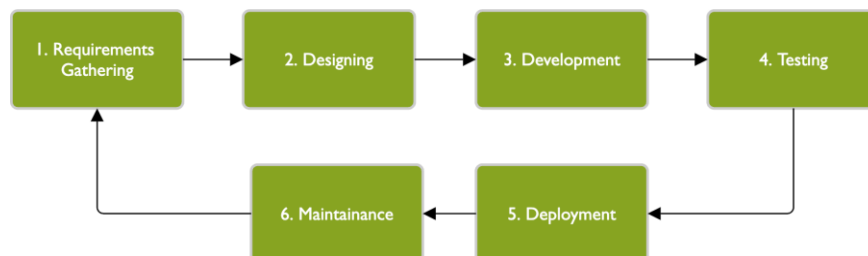 1. Requirements
Gathering
2. Designing
3. Development
4. Testing
6. Maintainance
5. Deployment